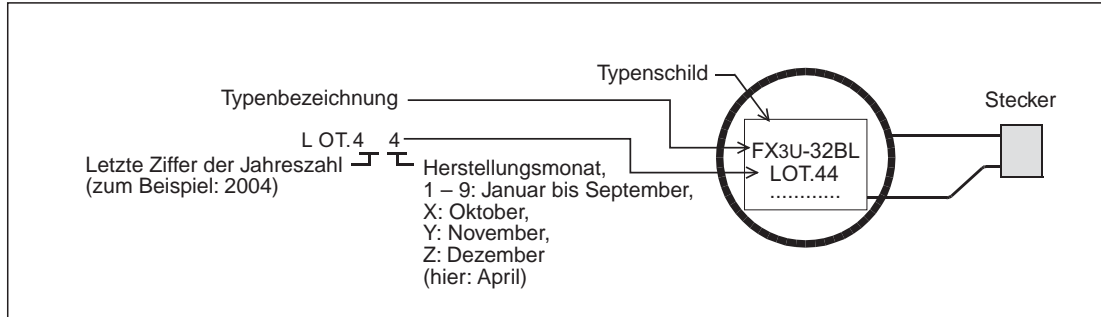 Typenschild
Typenbezeichnung
Stecker
L OT.4 4
Letzte Ziffer der Jahreszahl
(zum Beispiel: 2004)
Herstellungsmonat,
1 – 9: Januar bis September,
X: Oktober,
Y: November,
Z: Dezember
(hier: April)
FX3U-32BL
LOT.44
............